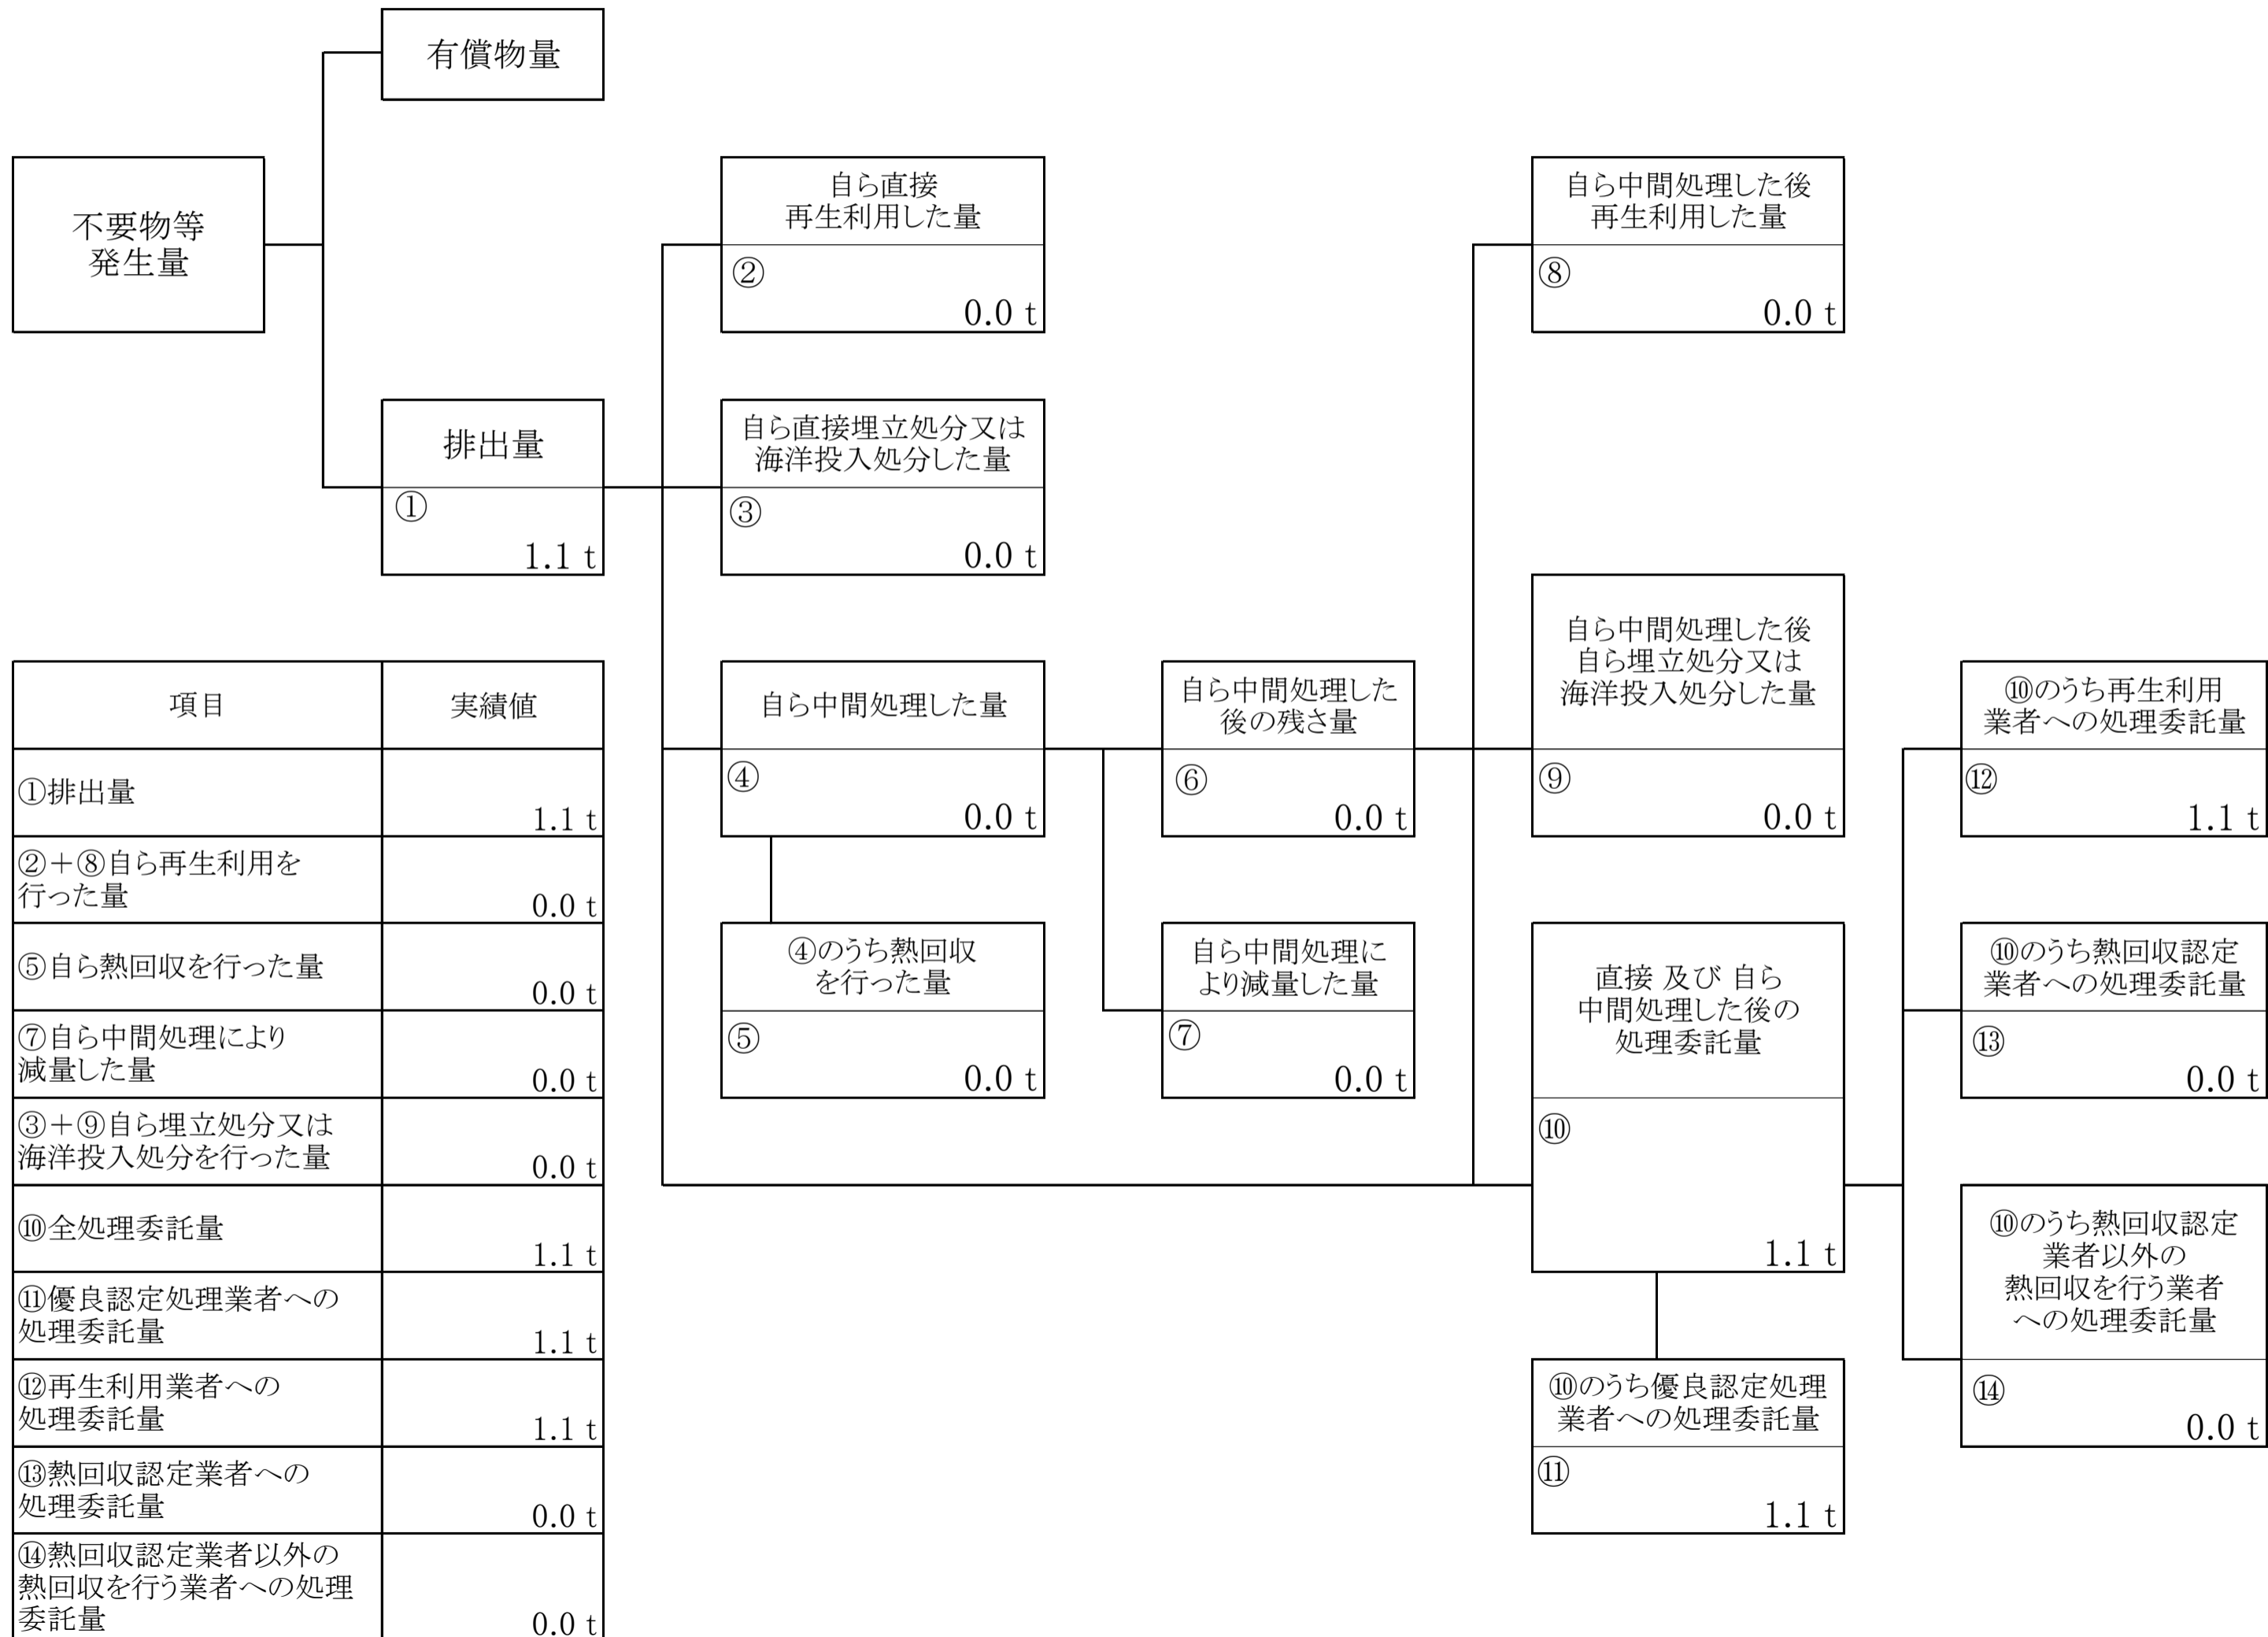 有償物量
不要物等
発生量
排出量
①
1.1 t
自ら直接
再生利用した量
②
0.0 t
自ら直接埋立処分又は
海洋投入処分した量
③
0.0 t
自ら中間処理した量
④
0.0 t
④のうち熱回収
を行った量
⑤
0.0 t
自ら中間処理した
後の残さ量
⑥
0.0 t
自ら中間処理に
より減量した量
⑦
0.0 t
自ら中間処理した後
再生利用した量
⑧
0.0 t
自ら中間処理した後
自ら埋立処分又は
海洋投入処分した量
⑨
0.0 t
直接 及び 自ら
中間処理した後の
処理委託量
⑩
1.1 t
⑩のうち優良認定処理
業者への処理委託量
⑪
1.1 t
⑩のうち再生利用
業者への処理委託量
⑫
1.1 t
⑩のうち熱回収認定
業者への処理委託量
⑬
0.0 t
⑩のうち熱回収認定
業者以外の
熱回収を行う業者
への処理委託量
⑭
0.0 t
項目
実績値
①排出量
1.1 t
②+⑧自ら再生利用を
行った量
0.0 t
⑤自ら熱回収を行った量
0.0 t
⑦自ら中間処理により
減量した量
0.0 t
③+⑨自ら埋立処分又は
海洋投入処分を行った量
0.0 t
⑩全処理委託量
1.1 t
⑪優良認定処理業者への
処理委託量
1.1 t
⑫再生利用業者への
処理委託量
1.1 t
⑬熱回収認定業者への
処理委託量
0.0 t
⑭熱回収認定業者以外の
熱回収を行う業者への処理
委託量
0.0 t